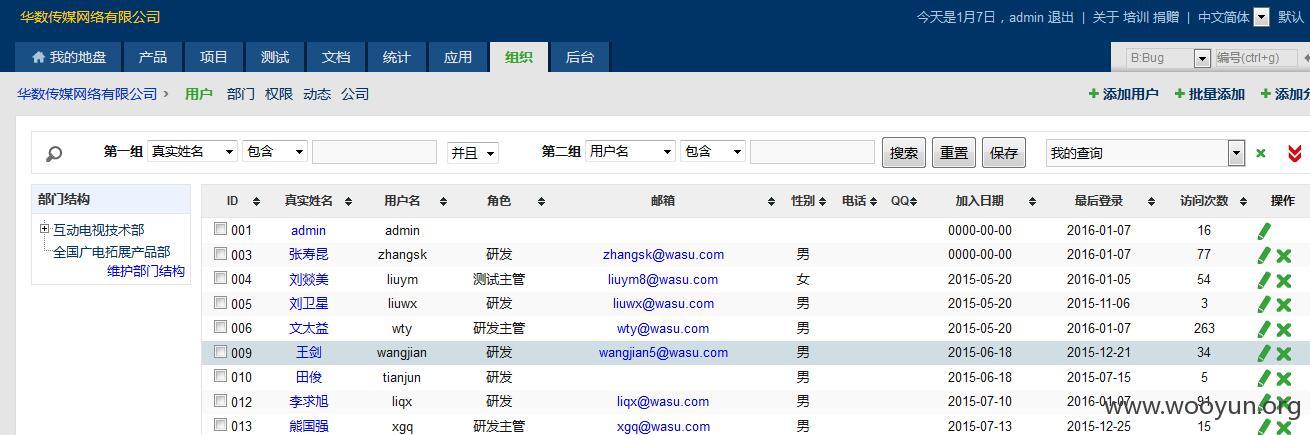 华数传媒网络有限公司 今天是1月7日，admin 退出 | 关于 培训 捐赠 | 中文简体 默认
我的地盘 产品 项目 测试 文档 统计 应用 组织 后台 B:Bug 编号(ctrl+g)
华数传媒网络有限公司 › 用户 部门 权限 动态 公司 添加用户 批量添加 添加分
第一组 真实姓名 包含 并且 第二组 用户名 包含 搜索 重置 保存 我的查询
部门结构
互动电视技术部
全国广电拓展产品部
维护部门结构
ID 真实姓名 用户名 角色 邮箱 性别 电话 QQ 加入日期 最后登录 访问次数 操作
001 admin admin 0000-00-00 2016-01-07 16
003 张寿昆 zhangsk 研发 zhangsk@wasu.com 男 0000-00-00 2016-01-07 77
004 刘燚美 liuym 测试主管 liuym8@wasu.com 女 2015-05-20 2016-01-05 54
005 刘卫星 liuwx 研发 liuwx@wasu.com 男 2015-05-20 2015-11-06 3
006 文太益 wty 研发主管 wty@wasu.com 男 2015-05-20 2016-01-07 263
009 王剑 wangjian 研发 wangjian5@wasu.com 男 2015-06-18 2015-12-21 34
010 田俊 tianjun 研发 男 2015-06-18 2015-07-15 5
012 李求旭 liqx 研发 liqx@wasu.com 男 2015-07-10 2016-01-07 91
013 熊国强 xgq 研发主管 xgq@wasu.com 男 2015-07-13 2015-12-25 15
www.wooyun.org